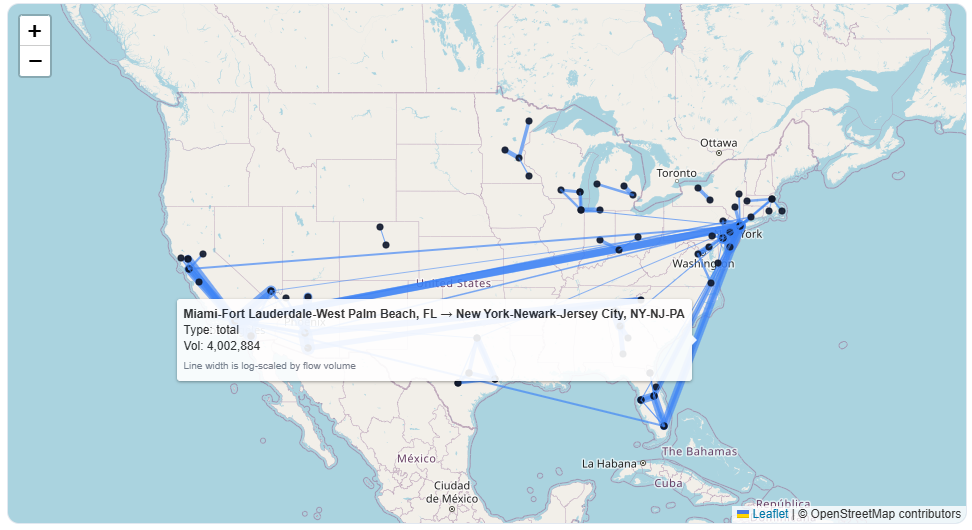 +
−
Ottawa
Toronto
York
Washington
United States
Miami-Fort Lauderdale-West Palm Beach, FL → New York-Newark-Jersey City, NY-NJ-PA
Type: total
Vol: 4,002,884
Line width is log-scaled by flow volume
The Bahamas
La Habana
México
Cuba
Ciudad
de México
República
Leaflet | © OpenStreetMap contributors